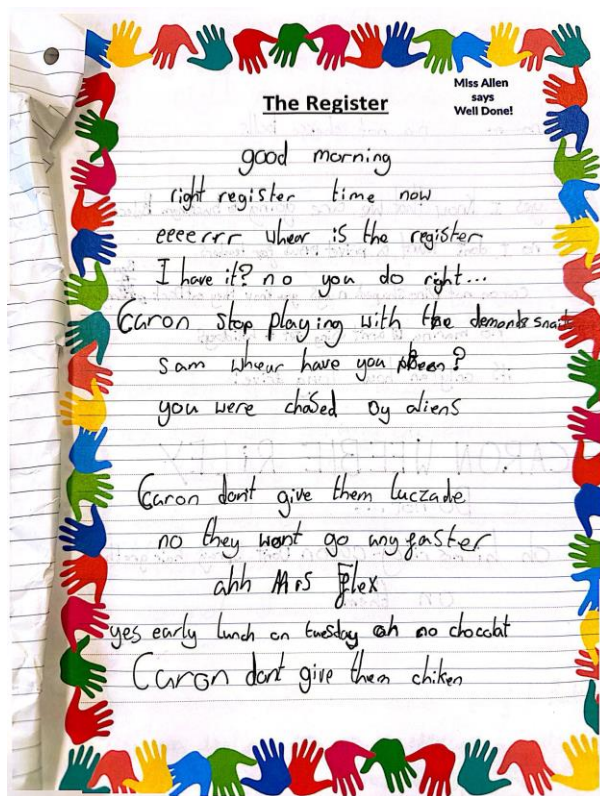 Miss Allen
says
Well Done!
The Register
good morning
right register time now
eeeerrr whear is the register
I have it? no you do right...
Caron stop playing with the demonds
sam whear have you been?
you were chased by aliens
Caron dont give them luczade
no they wont go any faster
ahh Mrs Flex
yes early lunch on tuesday oh no chocolat
Caron dont give them chiken